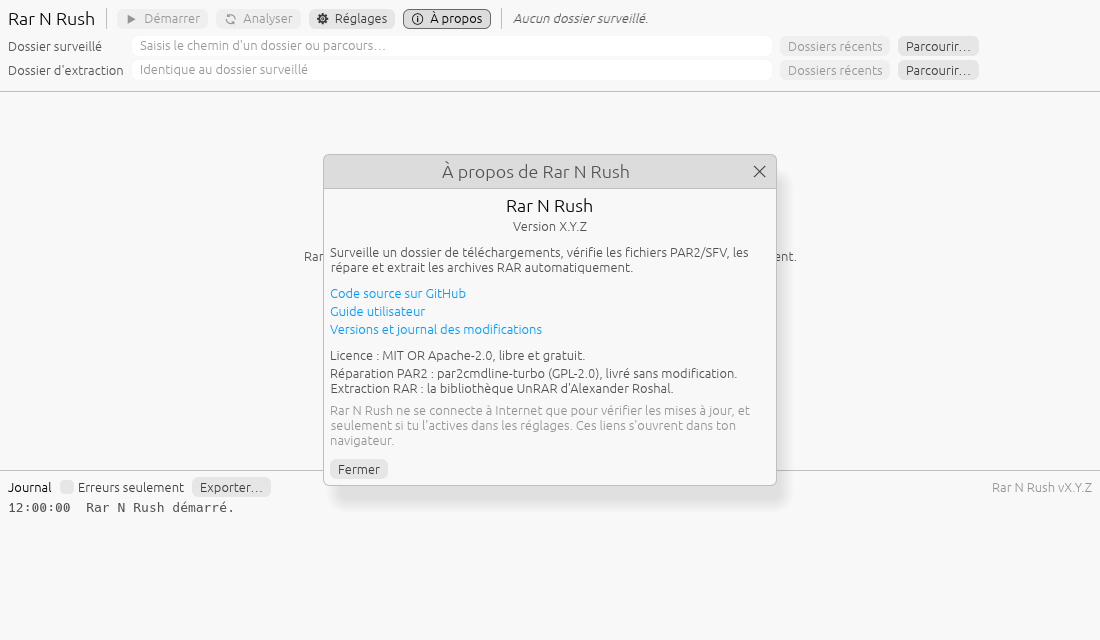 Rar N Rush
Démarrer
Analyser
Réglages
À propos
Aucun dossier surveillé.
Dossier surveillé
Saisis le chemin d'un dossier ou parcours…
Dossiers récents
Parcourir…
Dossier d'extraction
Identique au dossier surveillé
Dossiers récents
Parcourir…
À propos de Rar N Rush
Rar N Rush
Version X.Y.Z
Rar
ent.
Surveille un dossier de téléchargements, vérifie les fichiers PAR2/SFV, les
répare et extrait les archives RAR automatiquement.
Code source sur GitHub
Guide utilisateur
Versions et journal des modifications
Licence : MIT OR Apache-2.0, libre et gratuit.
Réparation PAR2 : par2cmdline-turbo (GPL-2.0), livré sans modification.
Extraction RAR : la bibliothèque UnRAR d'Alexander Roshal.
Rar N Rush ne se connecte à Internet que pour vérifier les mises à jour, et
seulement si tu l'actives dans les réglages. Ces liens s'ouvrent dans ton
navigateur.
Fermer
Journal
Erreurs seulement
Exporter…
Rar N Rush vX.Y.Z
12:00:00 Rar N Rush démarré.